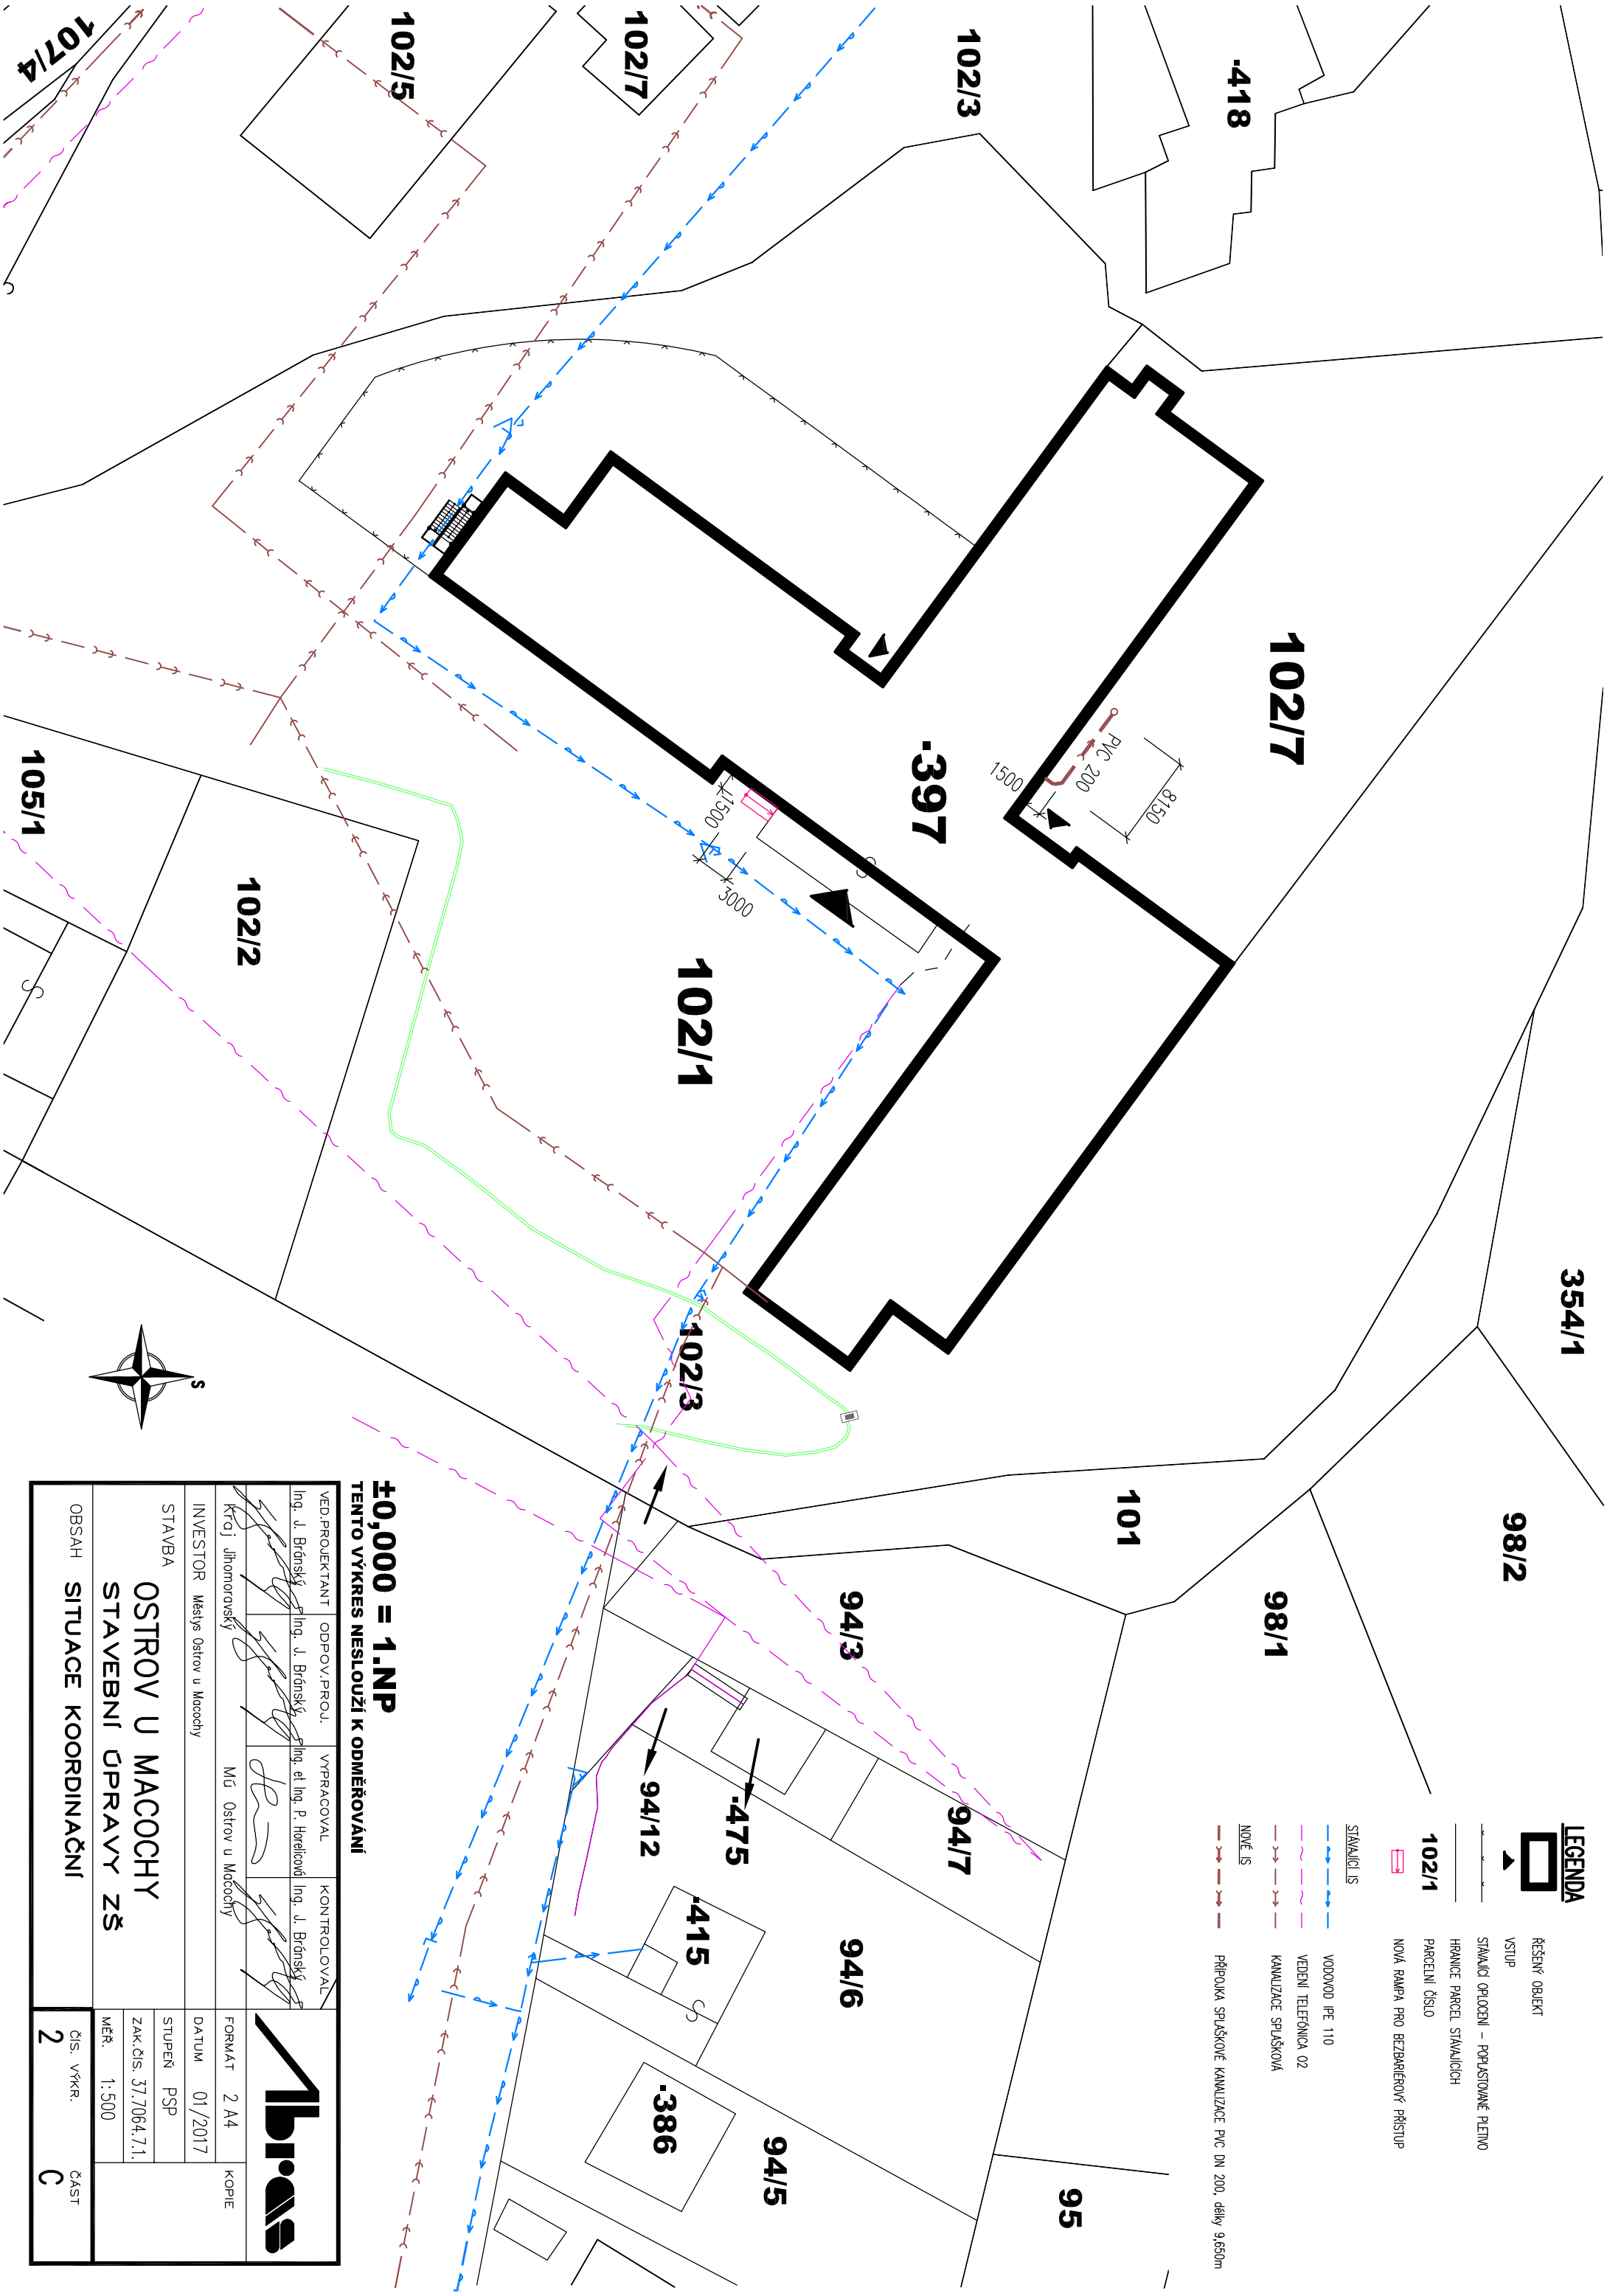 107/4
102/5
102/7
102/3
·418
102/7
·397
PVC 200
1500
8150
1500
3000
105/1
102/2
102/1
102/3
354/1
98/2
98/1
101
94/3
94/7
94/12
·475
·415
94/6
·386
94/5
95
S
LEGENDA
ŘEŠENÝ OBJEKT
VSTUP
STÁVAJÍCÍ OPLOCENÍ – POPLASTOVANÉ PLETIVO
HRANICE PARCEL STÁVAJÍCÍCH
102/1 PARCELNÍ ČÍSLO
NOVÁ RAMPA PRO BEZBARIÉROVÝ PŘÍSTUP
STÁVAJÍCÍ IS
VODOVOD IPE 110
VEDENÍ TELEFÓNICA O2
KANALIZACE SPLAŠKOVÁ
NOVÉ IS
PŘÍPOJKA SPLAŠKOVÉ KANALIZACE PVC DN 200, délky 9,650m
±0,000 = 1.NP
TENTO VÝKRES NESLOUŽÍ K ODMĚŘOVÁNÍ
VED.PROJEKTANT ODPOV.PROJ. VYPRACOVAL KONTROLOVAL
Ing. J. Bránský Ing. J. Bránský Ing. et Ing. P. Horelicová Ing. J. Bránský
Kraj Jihomoravský MÚ Ostrov u Macochy
INVESTOR Městys Ostrov u Macochy
STAVBA
OSTROV U MACOCHY
STAVEBNÍ ÚPRAVY ZŠ
OBSAH SITUACE KOORDINAČNÍ
Abras
FORMÁT 2 A4 KOPIE
DATUM 01/2017
STUPEŇ PSP
ZAK.ČÍS. 37.7064.7.1.
MĚŘ. 1:500
ČÍS. VÝKR. ČÁST
2 C